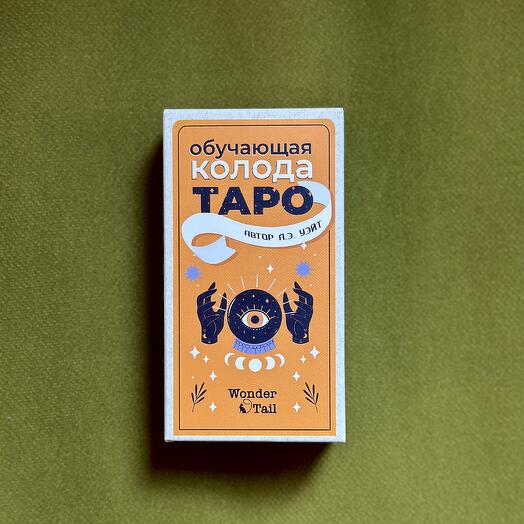 обучающая
колода
ТАРО
АВТОР А.Э. УЭЙТ
Wonder
Tail